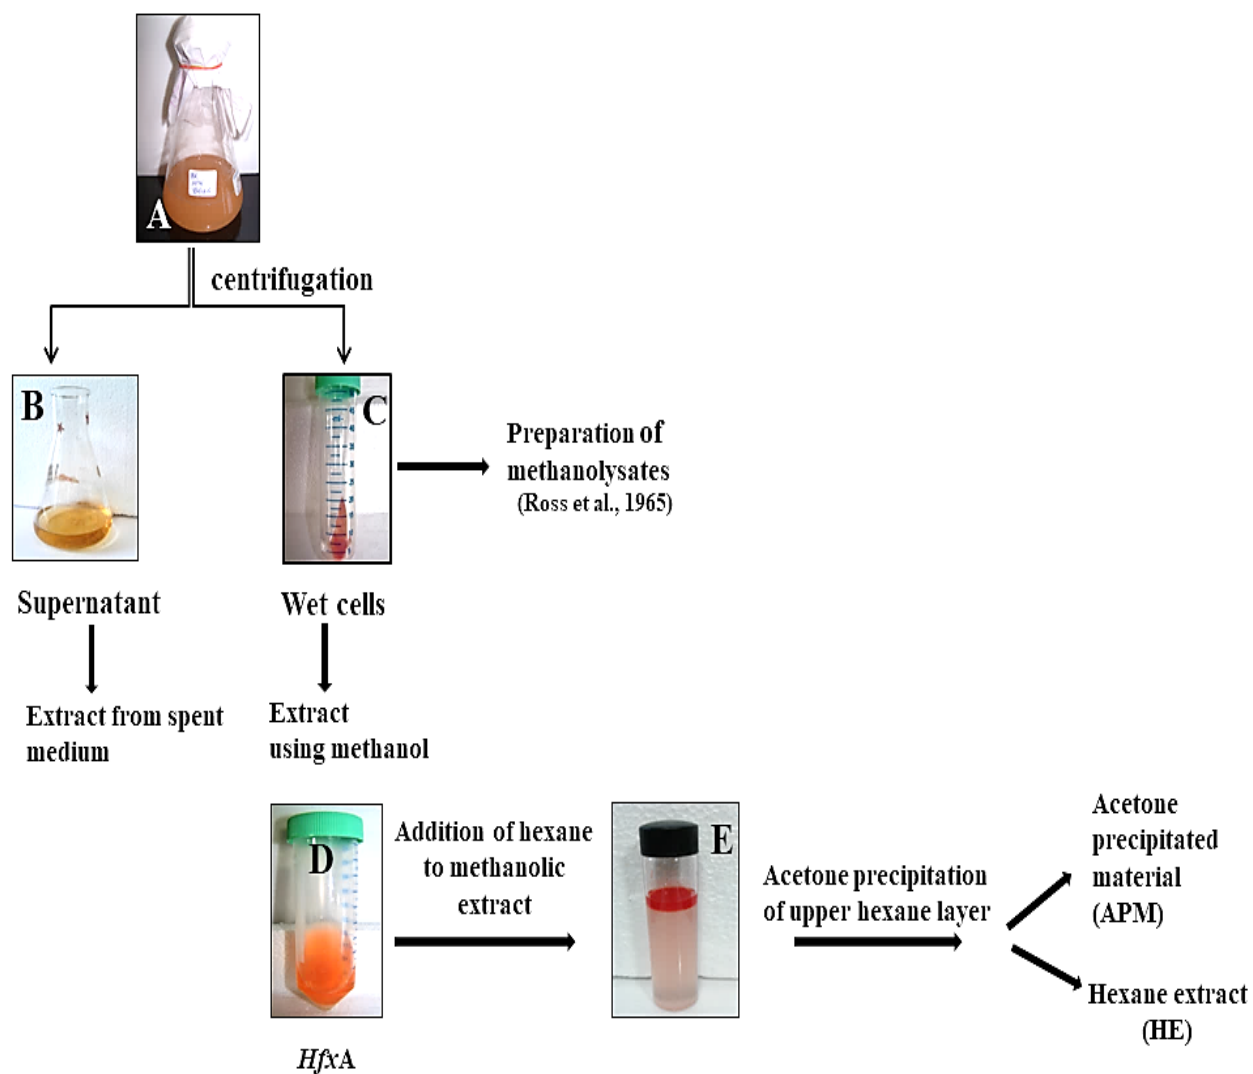 A
centrifugation
B
C
Preparation of
methanolysates
(Ross et al., 1965)
Supernatant
Wet cells
Extract from spent
medium
Extract
using methanol
D
Addition of hexane
to methanolic
extract
E
Acetone precipitation
of upper hexane layer
Acetone
precipitated
material
(APM)
Hexane extract
(HE)
HfxA